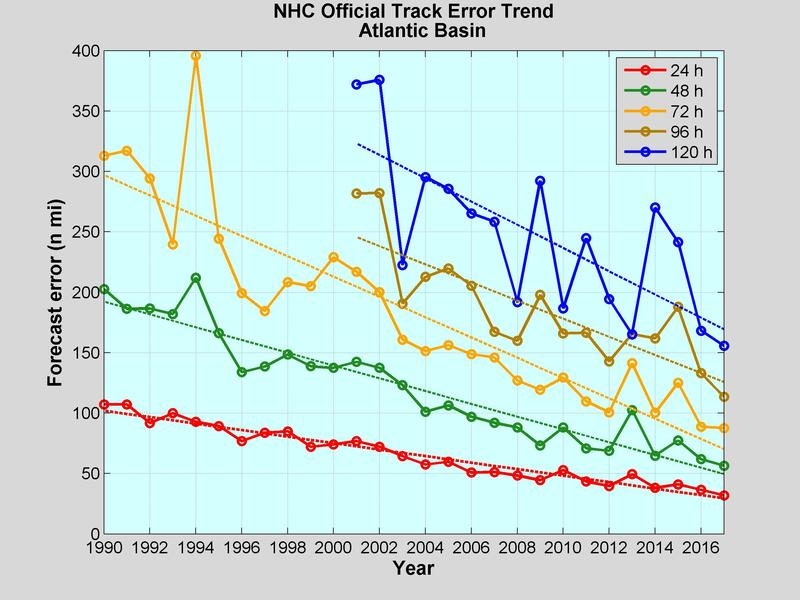 NHC Official Track Error Trend
Atlantic Basin
400
350
300
250
200
150
100
50
0
Forecast error (n mi)
24 h
48 h
72 h
96 h
120 h
1990 1992 1994 1996 1998 2000 2002 2004 2006 2008 2010 2012 2014 2016
Year